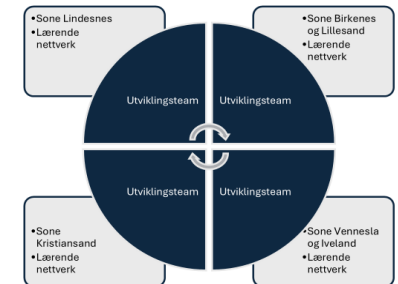 •Sone Lindesnes
•Lærende
nettverk
•Sone Birkenes
og Lillesand
•Lærende
nettverk
Utviklingsteam
Utviklingsteam
Utviklingsteam
Utviklingsteam
•Sone
Kristiansand
•Lærende
nettverk
•Sone Vennesla
og Iveland
•Lærende
nettverk